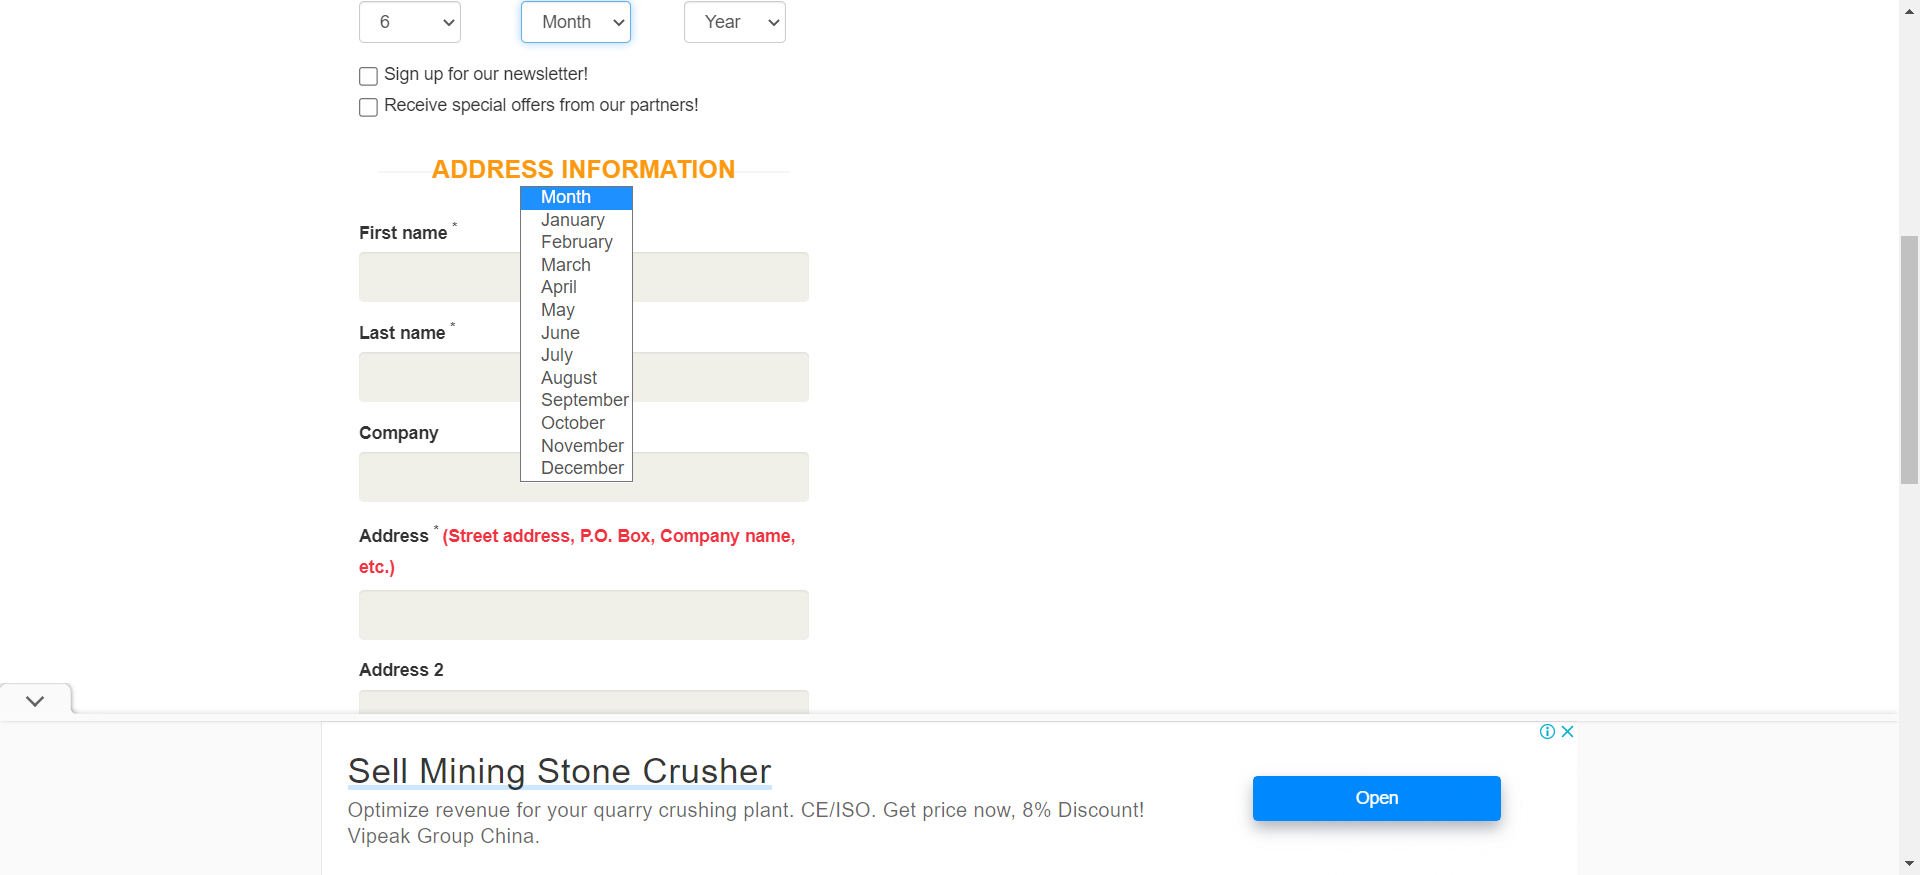 6 Month Year
Sign up for our newsletter!
Receive special offers from our partners!
ADDRESS INFORMATION
Month
January
February
March
April
May
June
July
August
September
October
November
December
First name *
Last name *
Company
Address * (Street address, P.O. Box, Company name,
etc.)
Address 2
Sell Mining Stone Crusher
Optimize revenue for your quarry crushing plant. CE/ISO. Get price now, 8% Discount!
Vipeak Group China.
Open